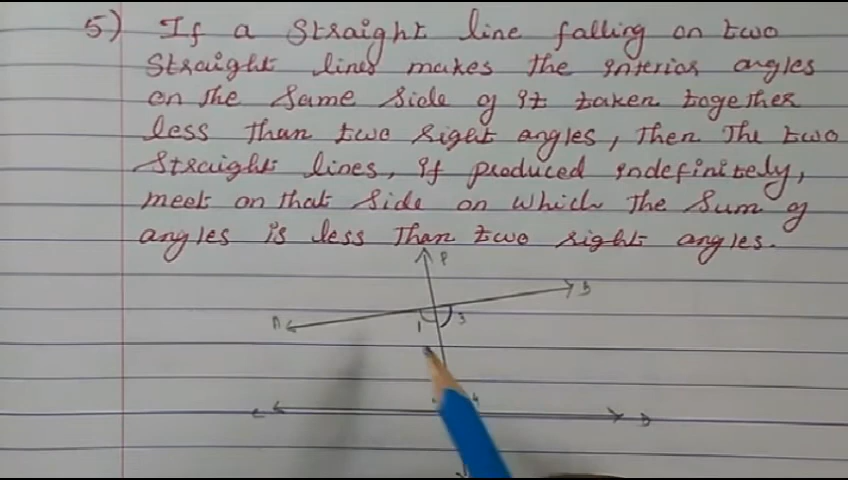 5) If a straight line falling on two
straight lines makes the interior angles
on the same side of it taken together
less than two right angles, then the two
straight lines, if produced indefinitely,
meet on that side on which the sum of
angles is less than two right angles.
P
B
A
1 3
4
D